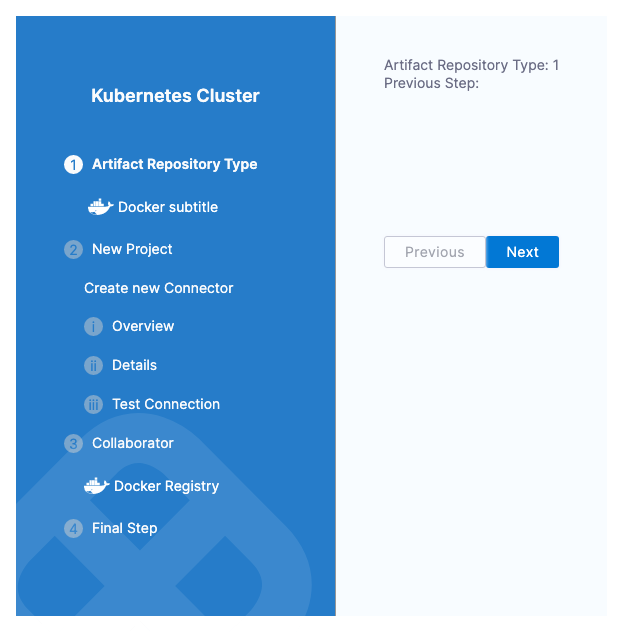 Kubernetes Cluster
1 Artifact Repository Type
Docker subtitle
2 New Project
Create new Connector
i Overview
ii Details
iii Test Connection
3 Collaborator
Docker Registry
4 Final Step
Artifact Repository Type: 1
Previous Step:
Previous
Next